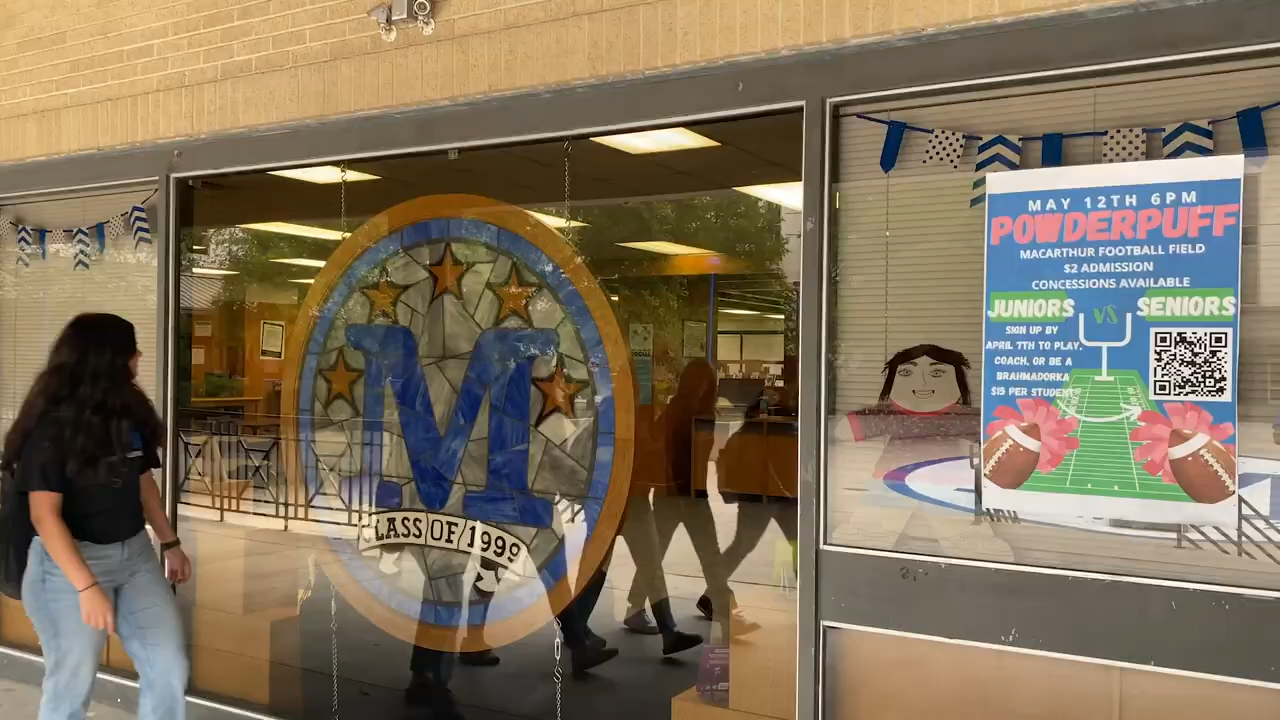 M
CLASS OF 1999
MAY 12TH 6PM
POWDERPUFF
MACARTHUR FOOTBALL FIELD
$2 ADMISSION
CONCESSIONS AVAILABLE
JUNIORS VS SENIORS
SIGN UP BY
APRIL 7TH TO PLAY,
COACH, OR BE A
BRAHMADORKA
$15 PER STUDENT